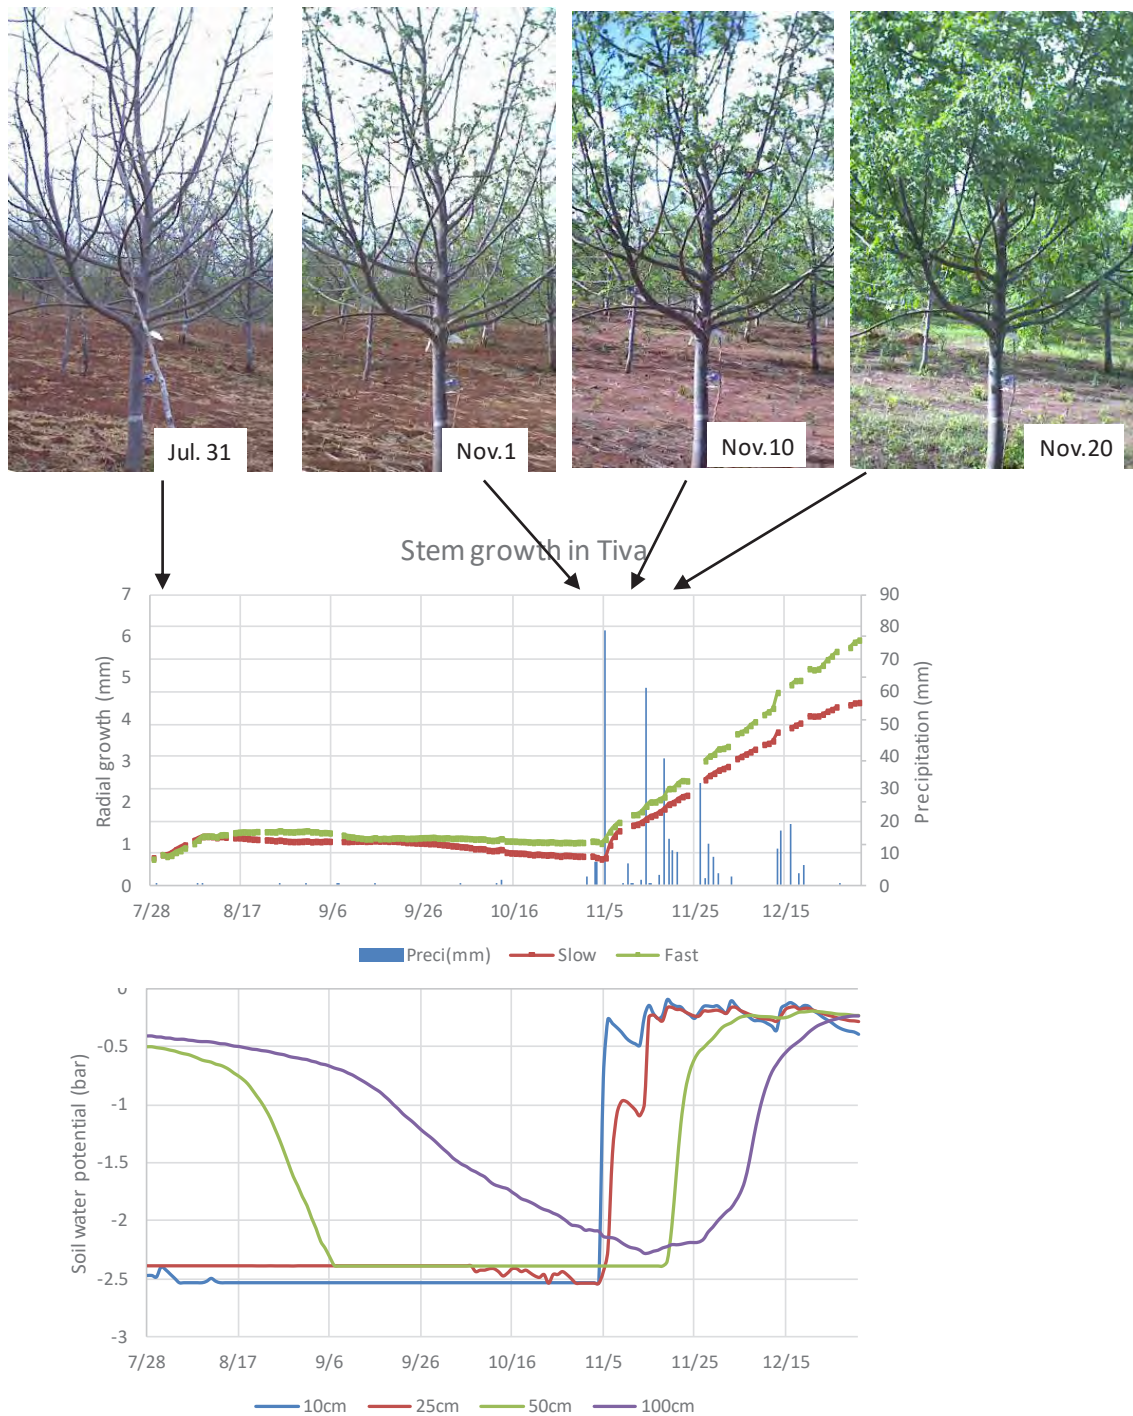 Jul. 31
Nov.1
Nov.10
Nov.20
Stem growth in Tiva
7
6
5
4
3
2
1
0
Radial growth (mm)
90
80
70
60
50
40
30
20
10
0
Precipitation (mm)
7/28 8/17 9/6 9/26 10/16 11/5 11/25 12/15
Preci(mm) Slow Fast
0
-0.5
-1
-1.5
-2
-2.5
-3
Soil water potential (bar)
7/28 8/17 9/6 9/26 10/16 11/5 11/25 12/15
10cm 25cm 50cm 100cm